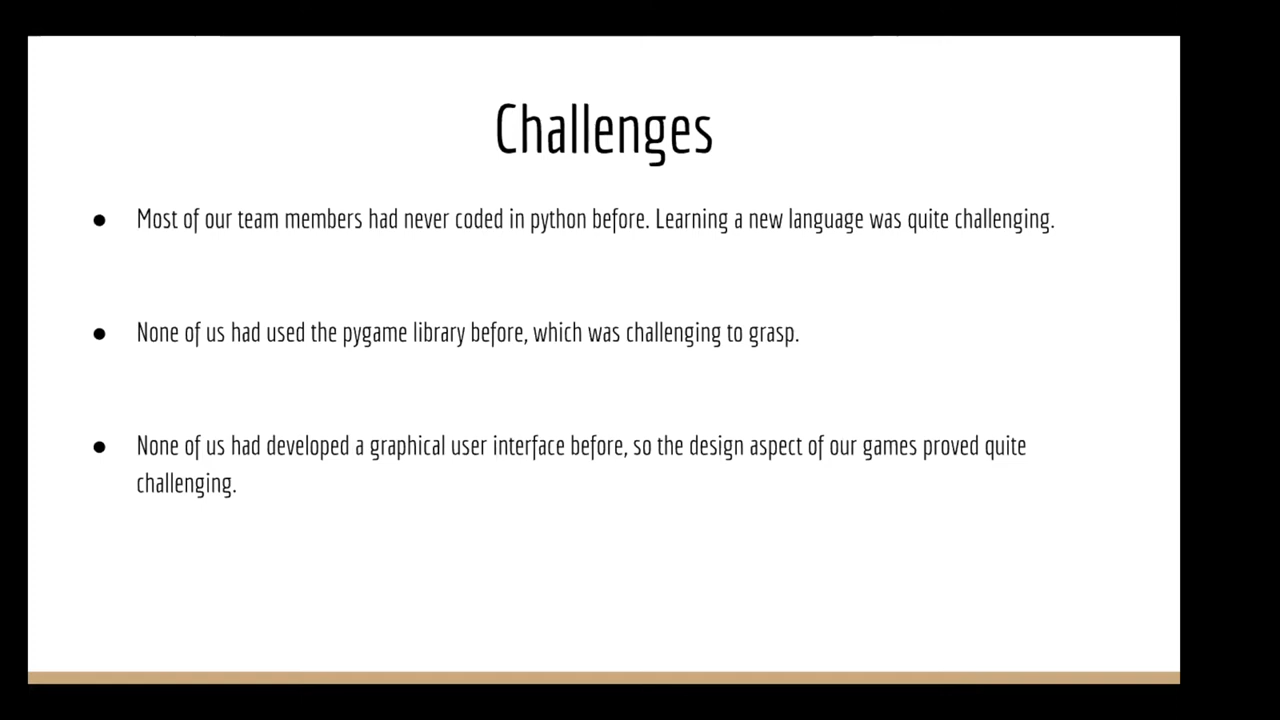 Challenges
● Most of our team members had never coded in python before. Learning a new language was quite challenging.
● None of us had used the pygame library before, which was challenging to grasp.
● None of us had developed a graphical user interface before, so the design aspect of our games proved quite
challenging.